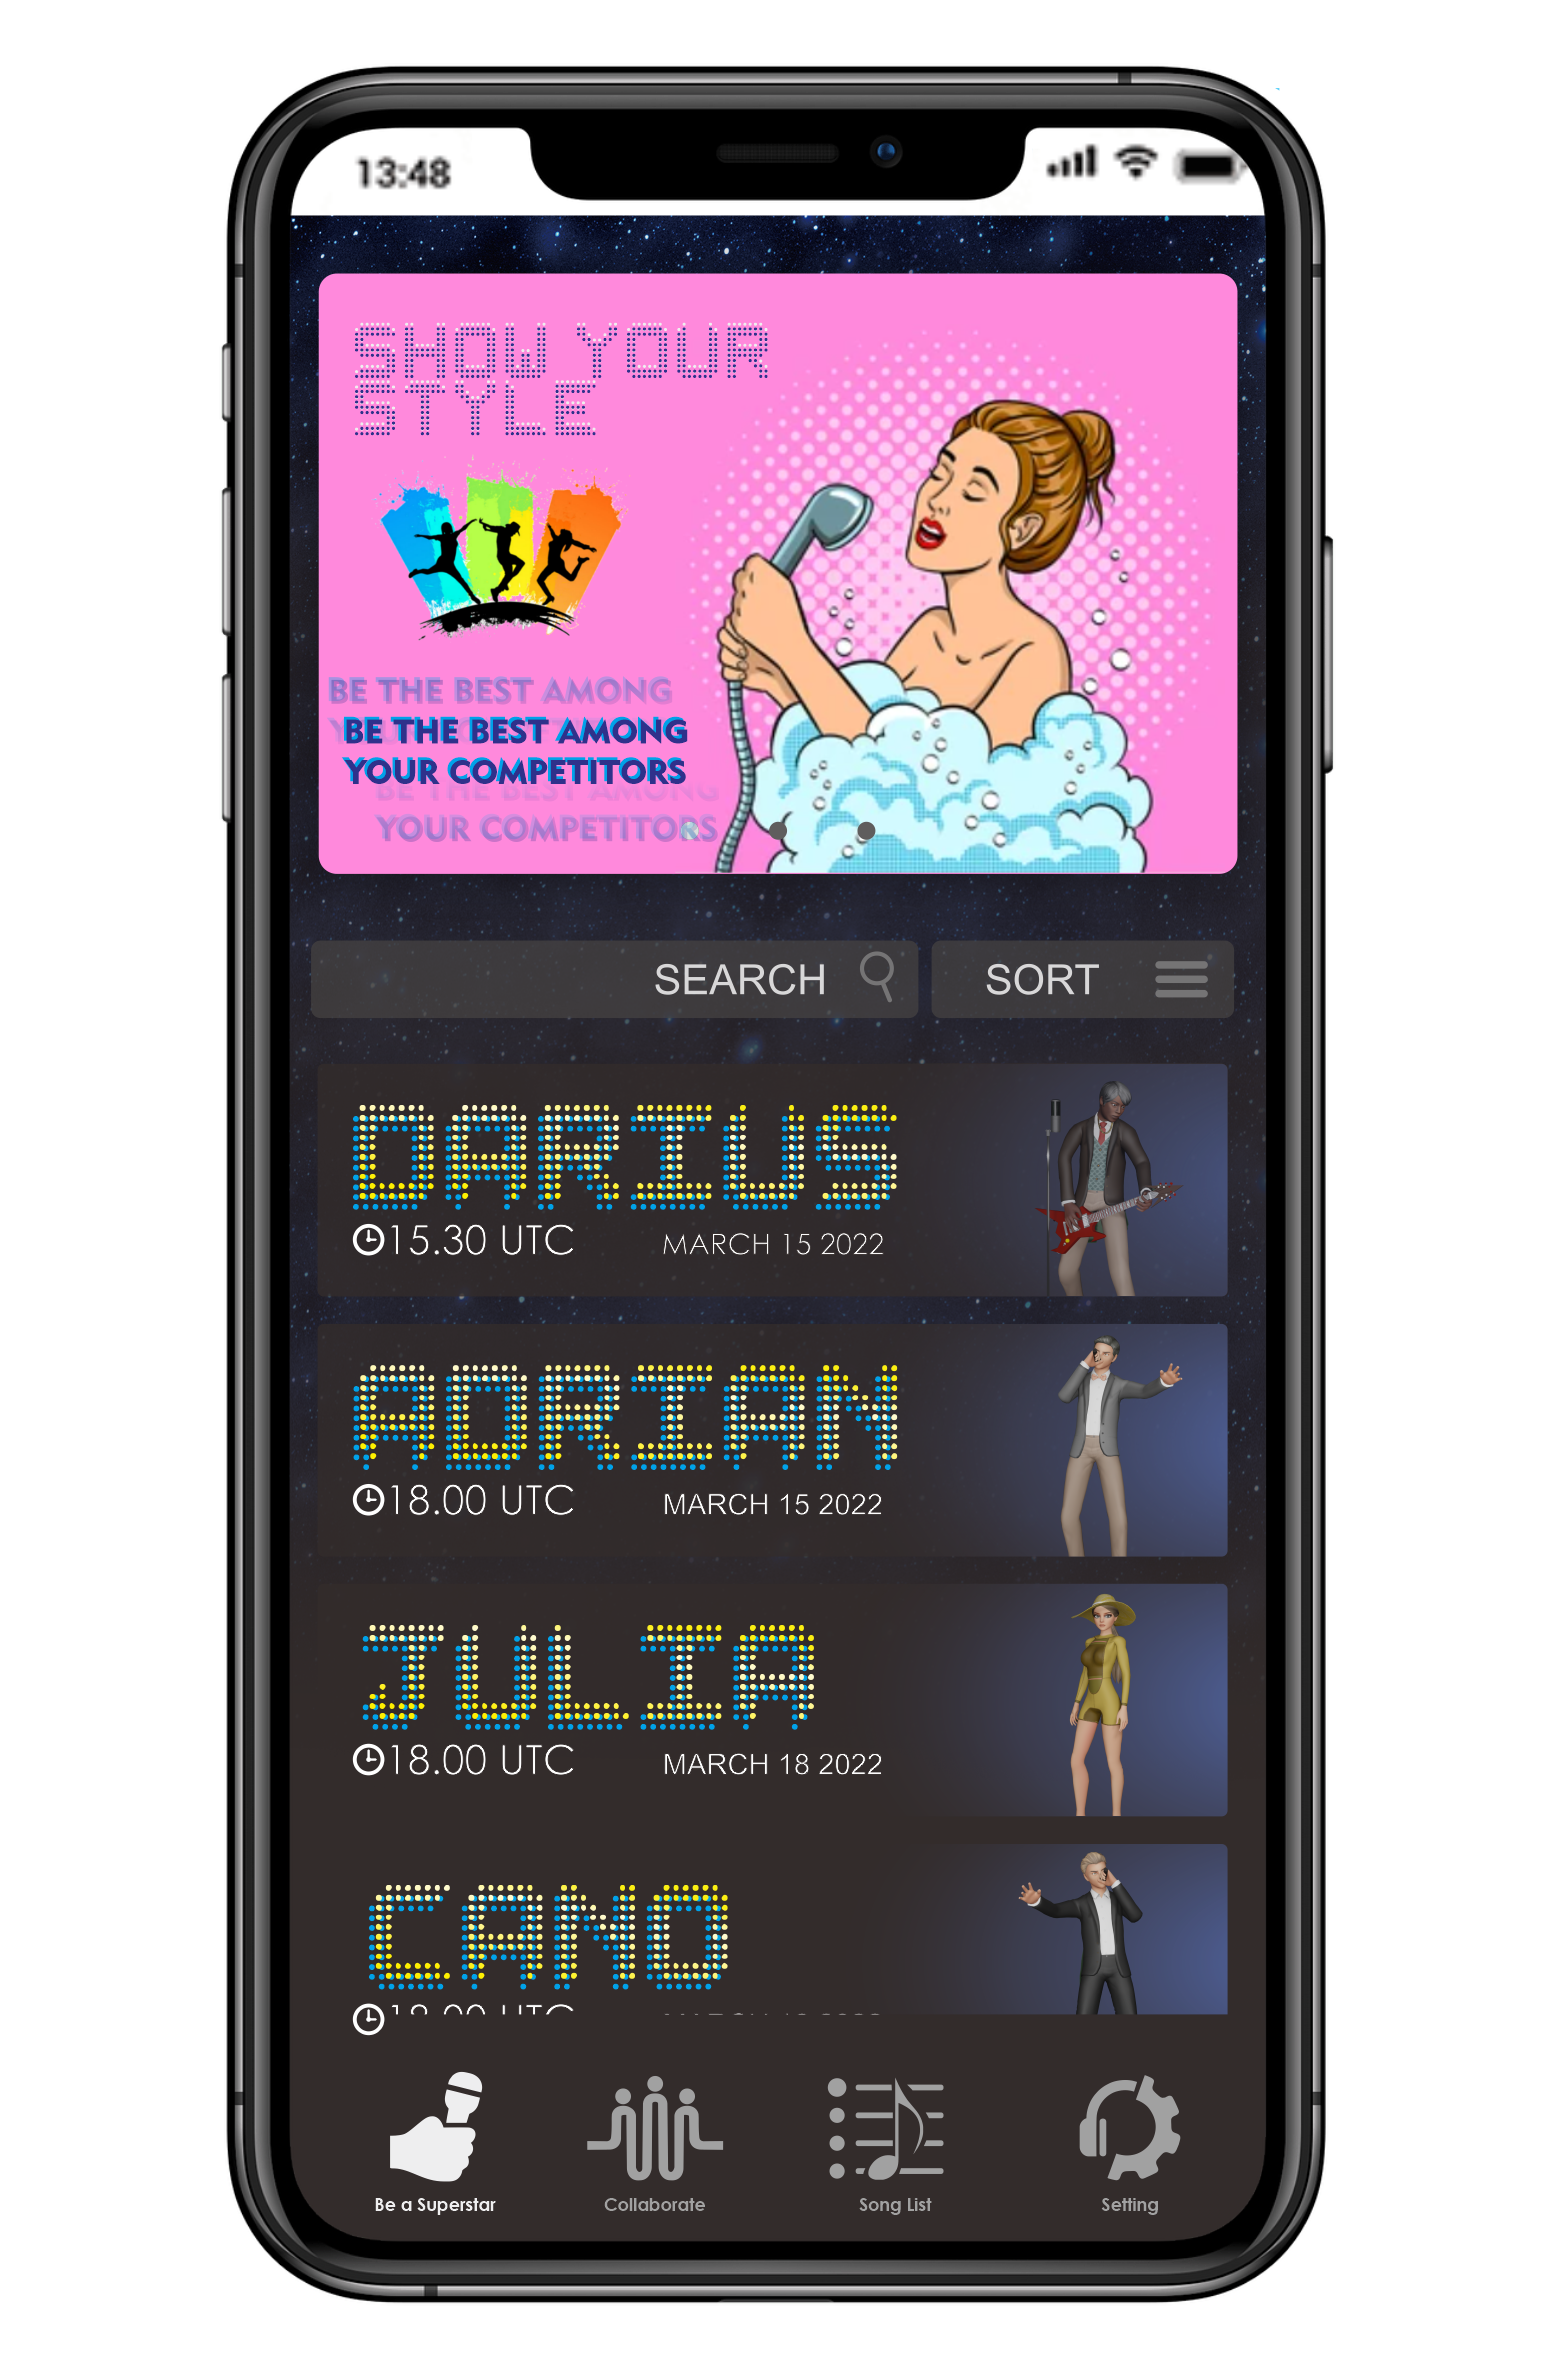 13:48
SHOW YOUR
STYLE
BE THE BEST AMONG
BE THE BEST AMONG
YOUR COMPETITORS
BE THE BEST AMONG
YOUR COMPETITORS
SEARCH
SORT
DARIUS
15.30 UTC
MARCH 15 2022
ADRIAN
18.00 UTC
MARCH 15 2022
JULIA
18.00 UTC
MARCH 18 2022
CANO
UTC
Be a Superstar
Collaborate
Song List
Setting